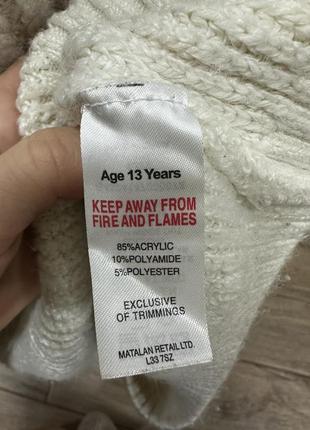 Age 13 Years
KEEP AWAY FROM
FIRE AND FLAMES
85%ACRYLIC
10%POLYAMIDE
5%POLYESTER
EXCLUSIVE
OF TRIMMINGS
MATALAN RETAIL LTD.
L33 7SZ